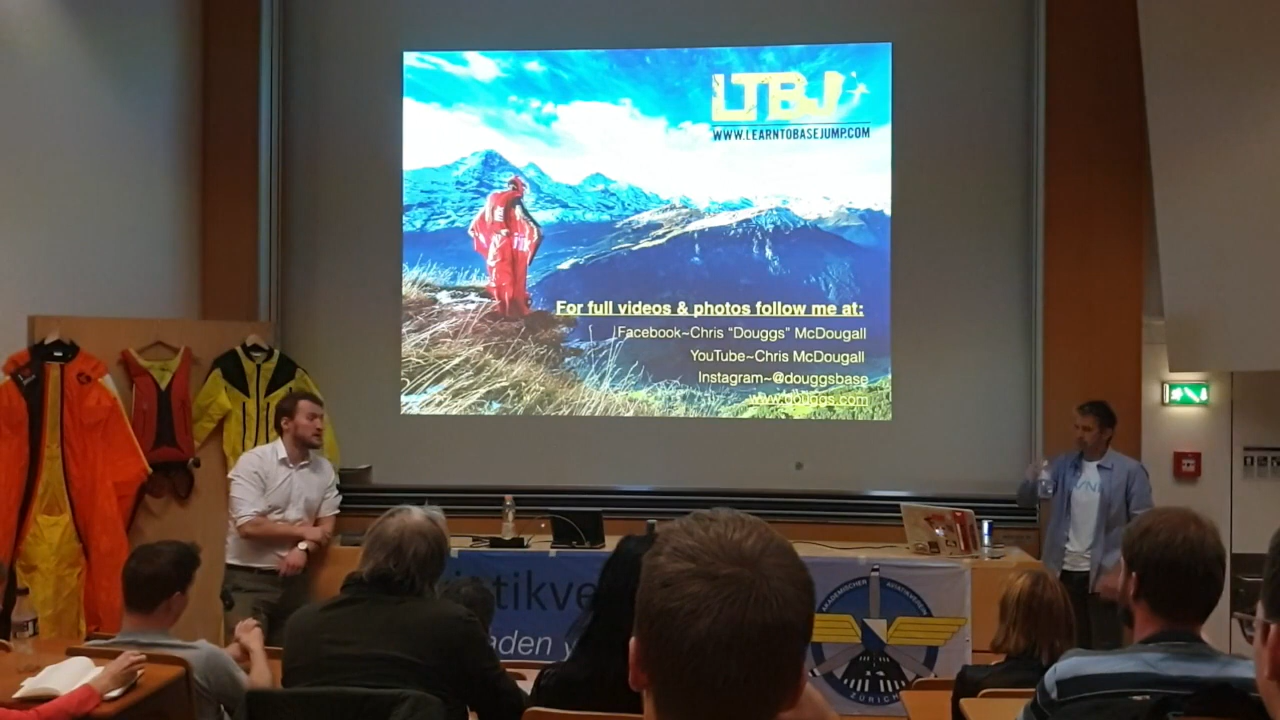 LTBJ
WWW.LEARNTOBASEJUMP.COM
For full videos & photos follow me at:
Facebook~Chris "Douggs" McDougall
YouTube~Chris McDougall
Instagram~@douggsbase
www.douggs.com
AKADEMISCHER AVIATIKVEREIN
ZÜRICH